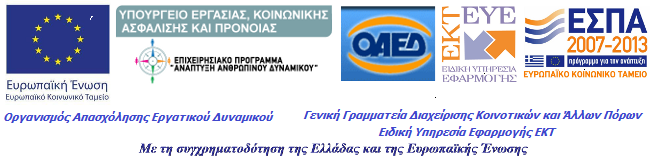 Ευρωπαϊκή Ένωση
Ευρωπαϊκό Κοινωνικό Ταμείο
ΥΠΟΥΡΓΕΙΟ ΕΡΓΑΣΙΑΣ, ΚΟΙΝΩΝΙΚΗΣ
ΑΣΦΑΛΙΣΗΣ ΚΑΙ ΠΡΟΝΟΙΑΣ
ΕΠΙΧΕΙΡΗΣΙΑΚΟ ΠΡΟΓΡΑΜΜΑ
"ΑΝΑΠΤΥΞΗ ΑΝΘΡΩΠΙΝΟΥ ΔΥΝΑΜΙΚΟΥ"
ΟΑΕΔ
ΕΚΤ
ΕΥΕ
ΕΙΔΙΚΗ ΥΠΗΡΕΣΙΑ
ΕΦΑΡΜΟΓΗΣ
ΕΣΠΑ
2007-2013
πρόγραμμα για την ανάπτυξη
ΕΥΡΩΠΑΪΚΟ ΚΟΙΝΩΝΙΚΟ ΤΑΜΕΙΟ
Οργανισμός Απασχόλησης Εργατικού Δυναμικού
Γενική Γραμματεία Διαχείρισης Κοινοτικών και Άλλων Πόρων
Ειδική Υπηρεσία Εφαρμογής ΕΚΤ
Με τη συγχρηματοδότηση της Ελλάδας και της Ευρωπαϊκής Ένωσης